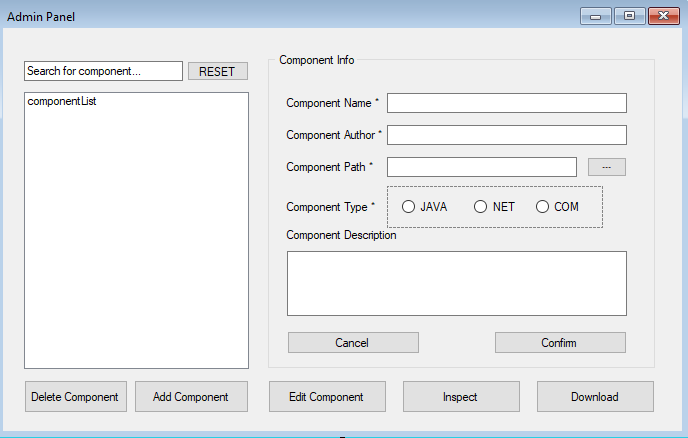 Admin Panel
Search for component...
RESET
componentList
Component Info
Component Name *
Component Author *
Component Path *
...
Component Type *
JAVA
NET
COM
Component Description
Cancel
Confirm
Delete Component
Add Component
Edit Component
Inspect
Download